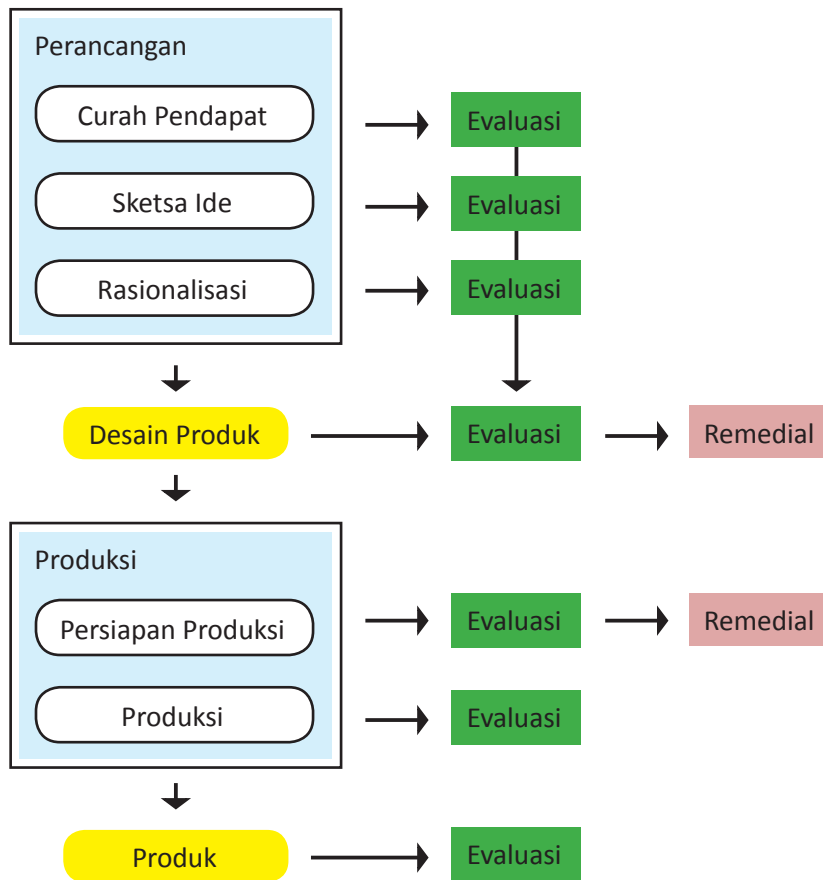 Perancangan
Curah Pendapat
Evaluasi
Sketsa Ide
Evaluasi
Rasionalisasi
Evaluasi
Desain Produk
Evaluasi
Remedial
Produksi
Persiapan Produksi
Evaluasi
Remedial
Produksi
Evaluasi
Produk
Evaluasi